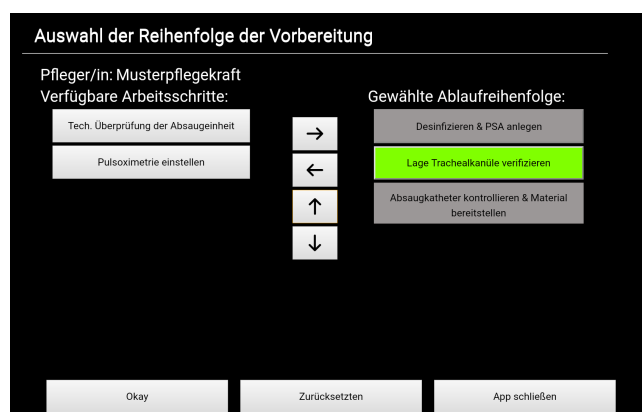 Auswahl der Reihenfolge der Vorbereitung
Pfleger/in: Musterpflegekraft
Verfügbare Arbeitsschritte:
Gewählte Ablaufreihenfolge:
Tech. Überprüfung der Absaugeinheit
Pulsoximetrie einstellen
→
←
↑
↓
Desinfizieren & PSA anlegen
Lage Trachealkanüle verifizieren
Absaugkatheter kontrollieren & Material
bereitstellen
Okay
Zurücksetzten
App schließen